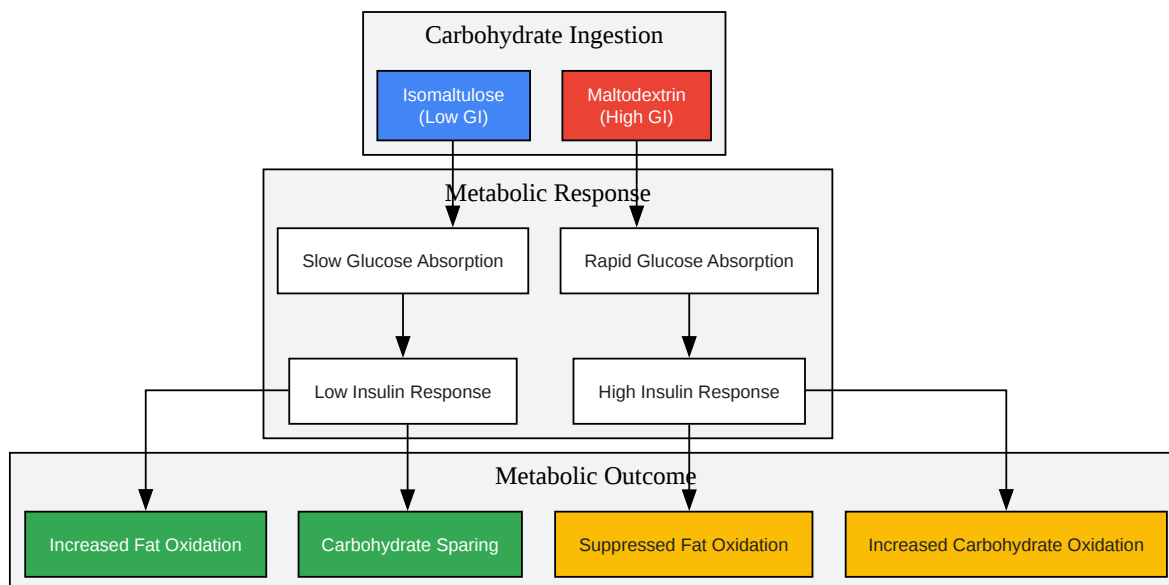 Carbohydrate Ingestion
Isomaltulose
(Low GI)
Maltodextrin
(High GI)
Metabolic Response
Slow Glucose Absorption
Rapid Glucose Absorption
Low Insulin Response
High Insulin Response
Metabolic Outcome
Increased Fat Oxidation
Carbohydrate Sparing
Suppressed Fat Oxidation
Increased Carbohydrate Oxidation